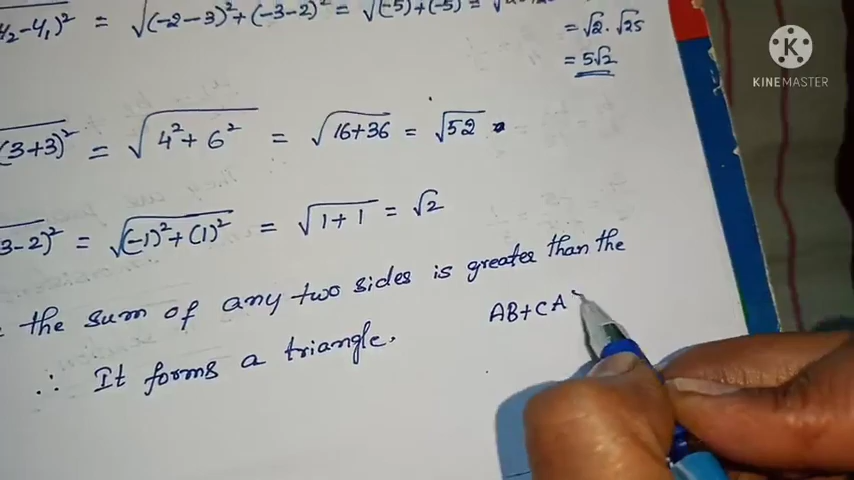 y₂-y₁)² = √(-2-3)²+(-3-2)² = √(-5)²+(-5)² =
= √2 · √25
= 5√2
(3+3)² = √4²+6² = √16+36 = √52
3-2)² = √(-1)²+(1)² = √1+1 = √2
the sum of any two sides is greater than the
AB+CA
∴ It forms a triangle.
KINEMASTER